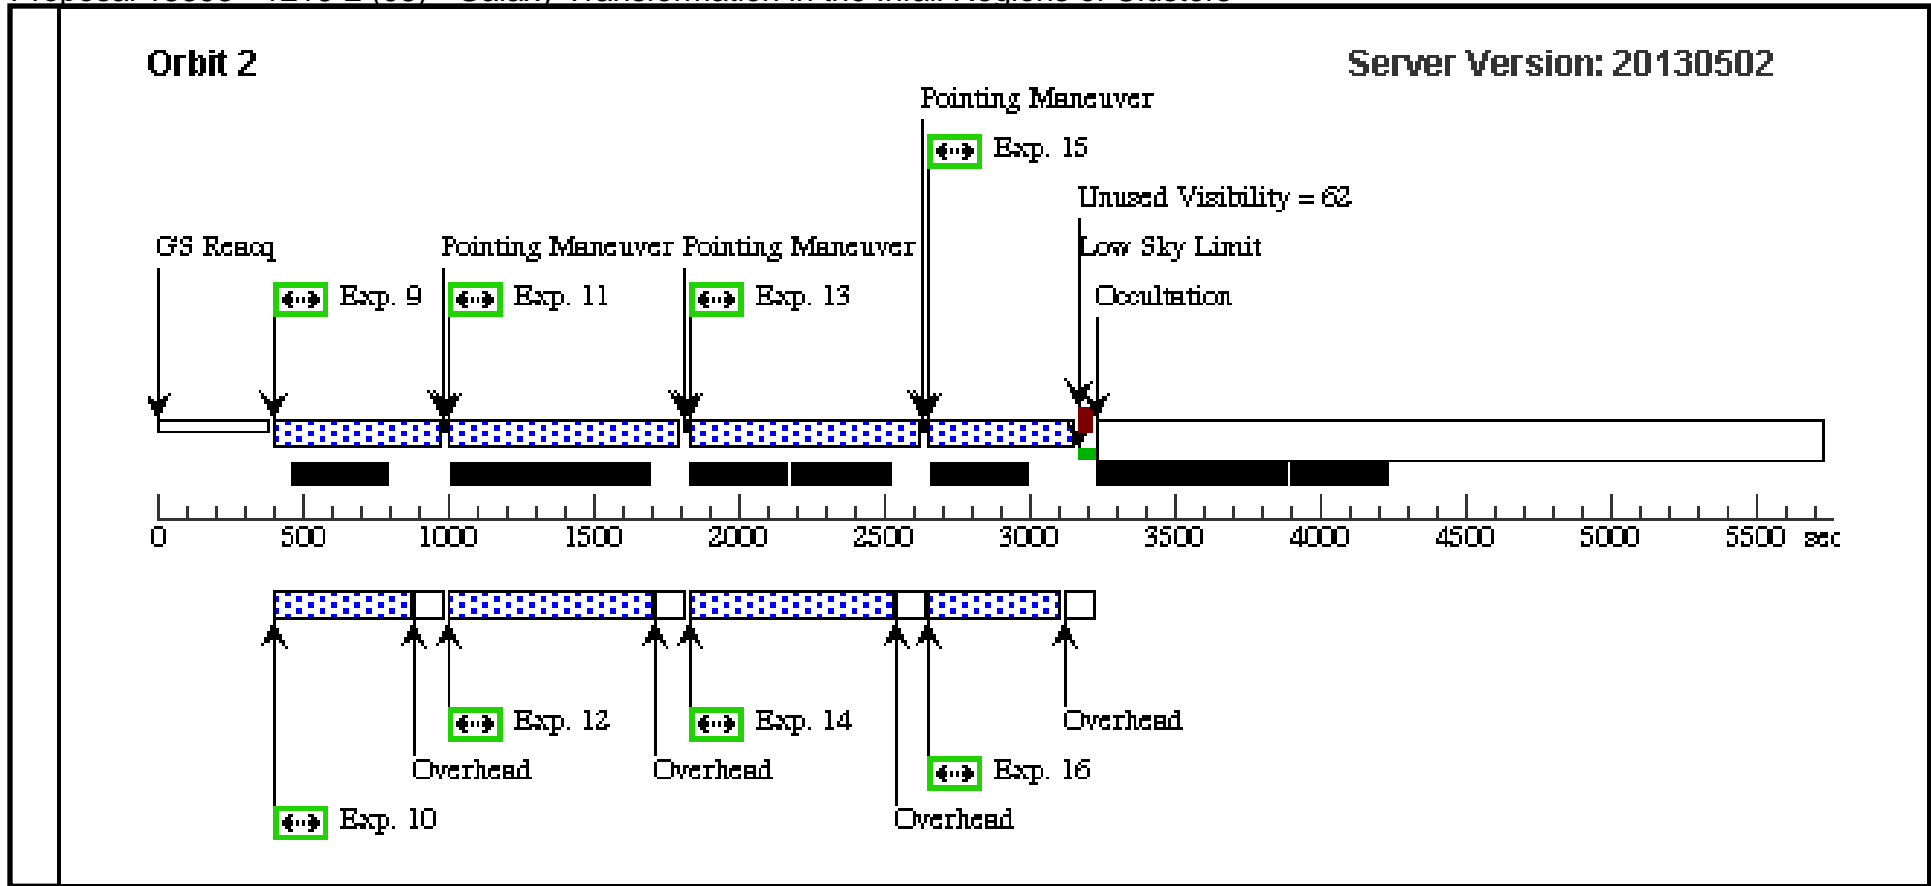 Orbit 2
Server Version: 20130502
Pointing Maneuver
Exp. 15
Unused Visibility = 62
GS Reacq
Pointing Maneuver
Pointing Maneuver
Low Sky Limit
Exp. 9
Exp. 11
Exp. 13
Occultation
0
500
1000
1500
2000
2500
3000
3500
4000
4500
5000
5500
sec
Exp. 12
Exp. 14
Overhead
Overhead
Overhead
Exp. 16
Exp. 10
Overhead